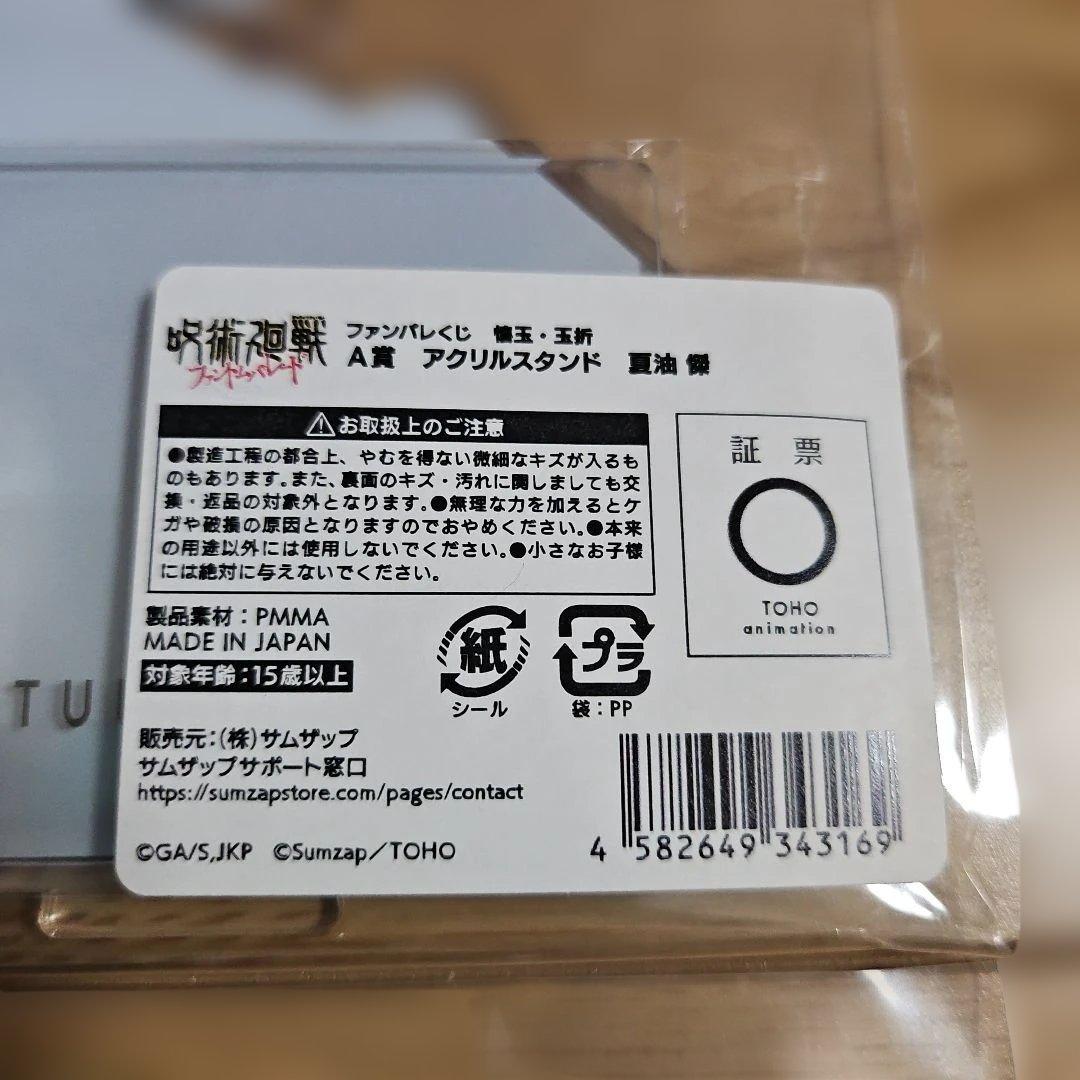 呪術廻戦
ファントムパレード
ファンパレくじ 懐玉・玉折
A賞 アクリルスタンド 夏油 傑
⚠お取扱上のご注意
●製造工程の都合上、やむを得ない微細なキズが入るも
のもあります。また、裏面のキズ・汚れに関しましても交
換・返品の対象外となります。●無理な力を加えるとケ
ガや破損の原因となりますのでおやめください。●本来
の用途以外には使用しないでください。●小さなお子様
には絶対に与えないでください。
証 票
TOHO
animation
製品素材：PMMA
MADE IN JAPAN
対象年齢：15歳以上
紙
シール
プラ
袋：PP
販売元：（株）サムザップ
サムザップサポート窓口
https://sumzapstore.com/pages/contact
©GA/S,JKP ©Sumzap／TOHO
4 582649 343169